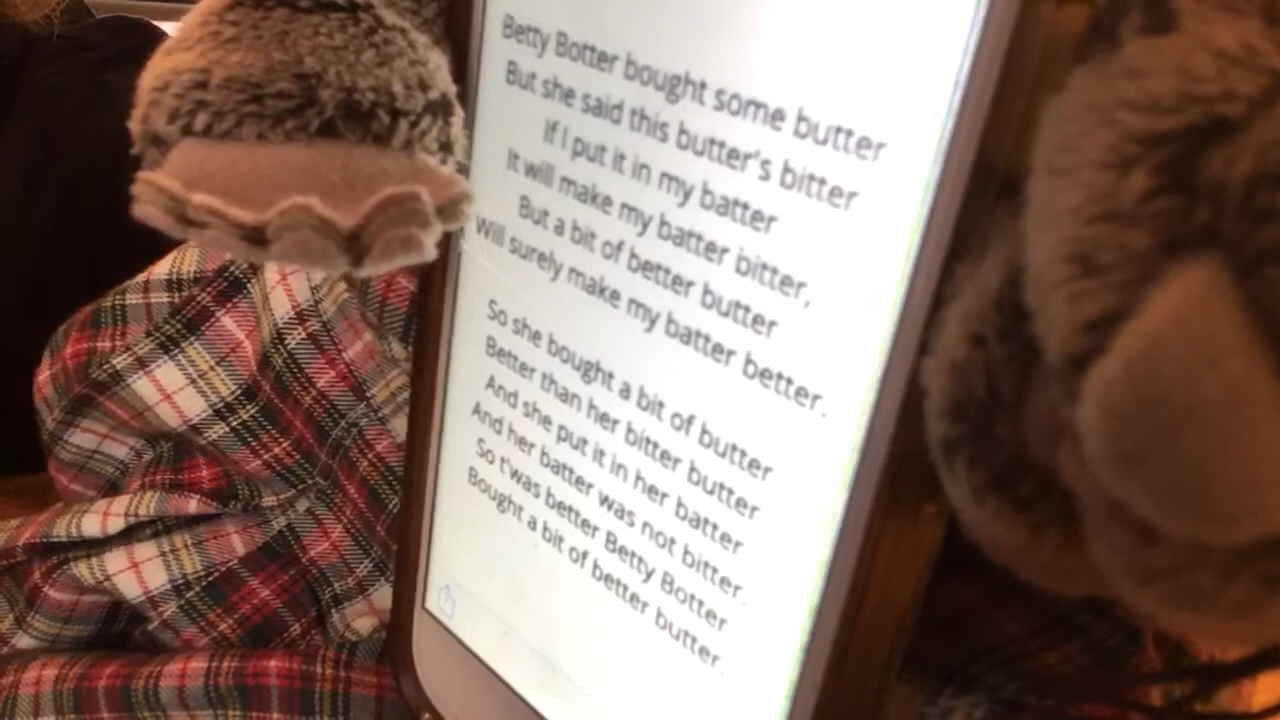 Betty Botter bought some butter
But she said this butter's bitter
If I put it in my batter
It will make my batter bitter,
But a bit of better butter
Will surely make my batter better.
So she bought a bit of butter
Better than her bitter butter
And she put it in her batter
And her batter was not bitter.
So t'was better Betty Botter
Bought a bit of better butter.